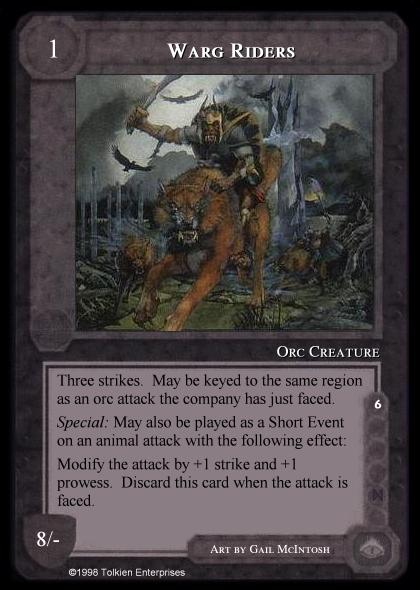 1
WARG RIDERS
ORC CREATURE
Three strikes. May be keyed to the same region
as an orc attack the company has just faced.
6
Special: May also be played as a Short Event
on an animal attack with the following effect:
Modify the attack by +1 strike and +1
prowess. Discard this card when the attack is
faced.
8/-
ART BY GAIL MCINTOSH
©1998 Tolkien Enterprises